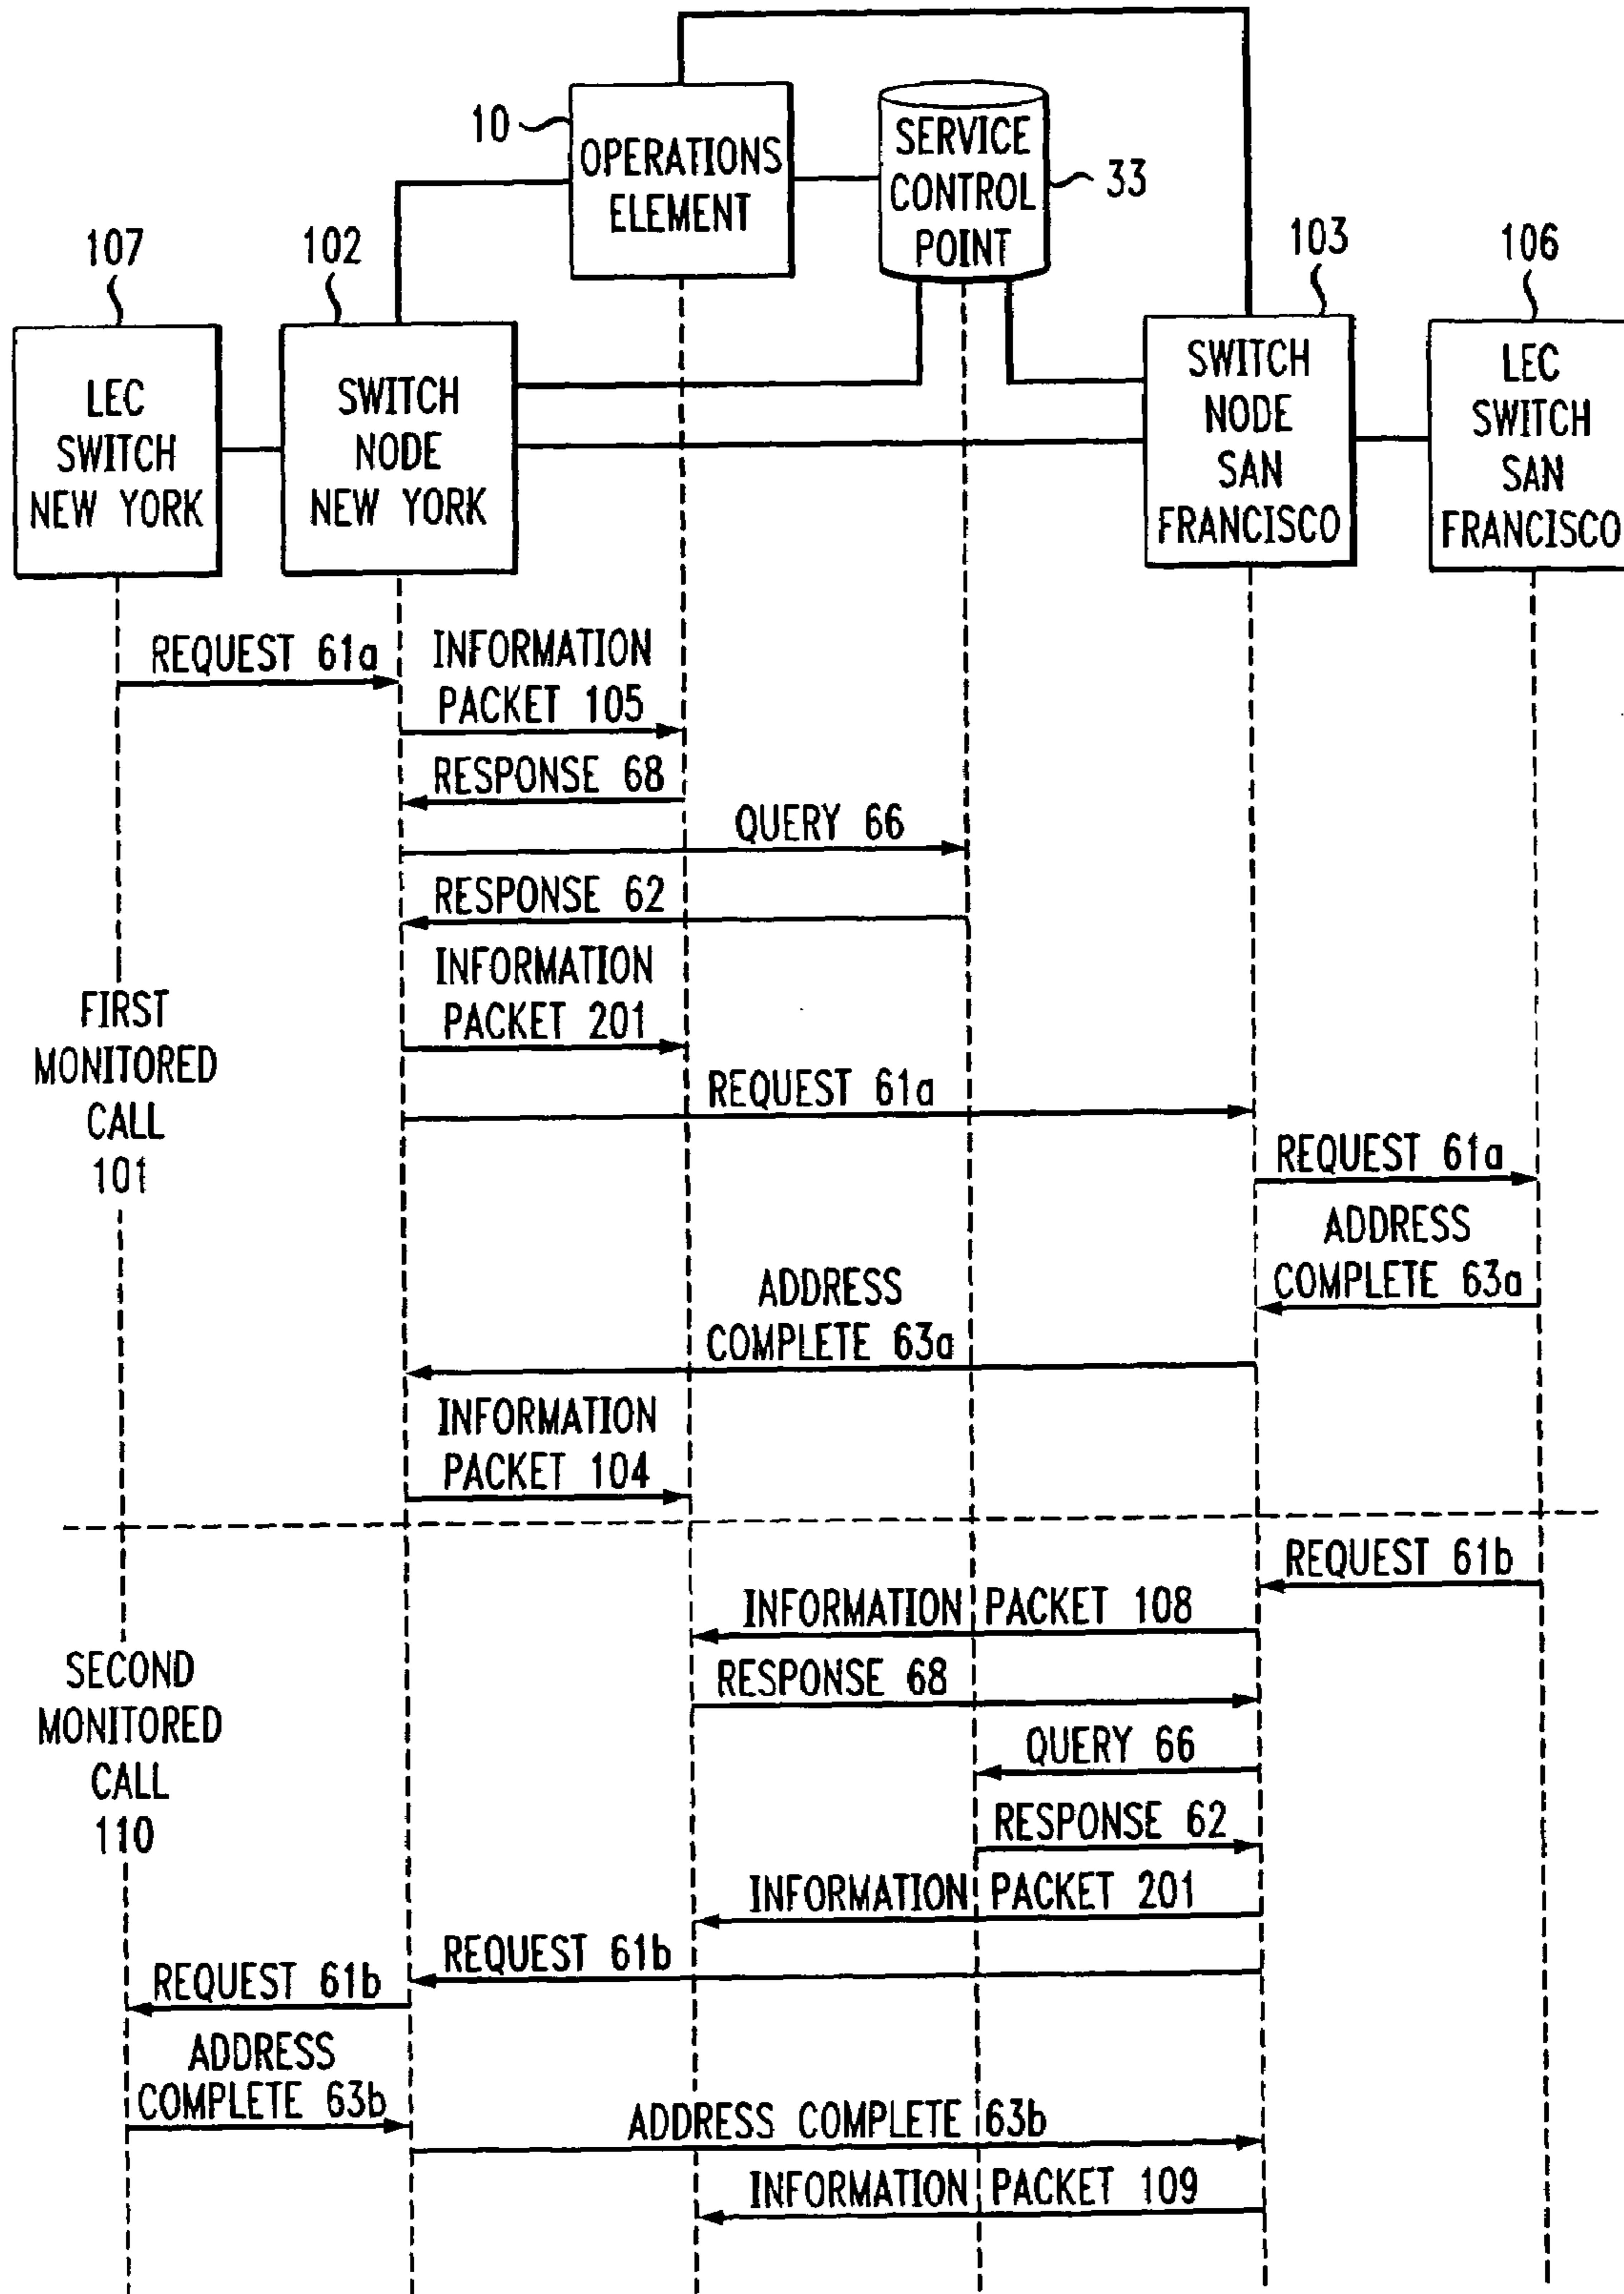 10
OPERATIONS
ELEMENT
SERVICE
CONTROL
POINT
33
107
102
103
106
LEC
SWITCH
NEW YORK
SWITCH
NODE
NEW YORK
SWITCH
NODE
SAN
FRANCISCO
LEC
SWITCH
SAN
FRANCISCO
REQUEST 61a
INFORMATION
PACKET 105
RESPONSE 68
QUERY 66
RESPONSE 62
INFORMATION
PACKET 201
FIRST
MONITORED
CALL
101
REQUEST 61a
REQUEST 61a
ADDRESS
COMPLETE 63a
ADDRESS
COMPLETE 63a
INFORMATION
PACKET 104
REQUEST 61b
INFORMATION PACKET 108
SECOND
MONITORED
CALL
110
RESPONSE 68
QUERY 66
RESPONSE 62
INFORMATION PACKET 201
REQUEST 61b
REQUEST 61b
ADDRESS
COMPLETE 63b
ADDRESS COMPLETE 63b
INFORMATION PACKET 109